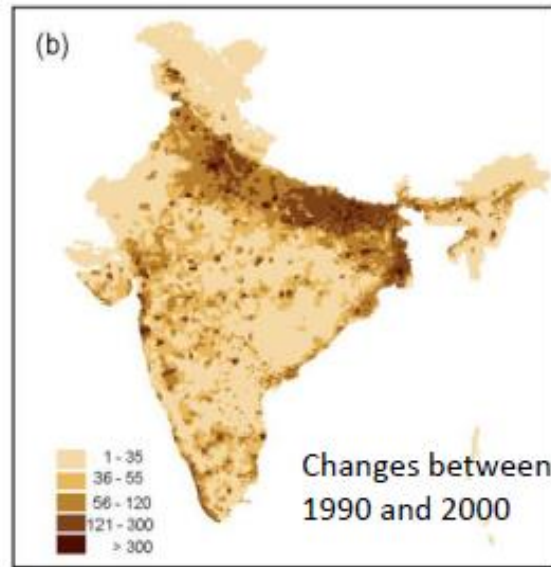 (b)
1 - 35
36 - 55
56 - 120
121 - 300
> 300
Changes between
1990 and 2000